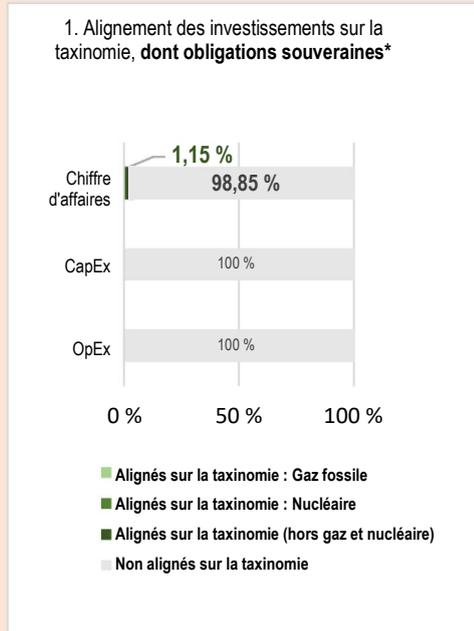 1. Alignement des investissements sur la
taxinomie, dont obligations souveraines*
1,15 %
Chiffre
d'affaires
98,85 %
CapEx
100 %
OpEx
100 %
0 %
50 %
100 %
Alignés sur la taxinomie : Gaz fossile
Alignés sur la taxinomie : Nucléaire
Alignés sur la taxinomie (hors gaz et nucléaire)
Non alignés sur la taxinomie